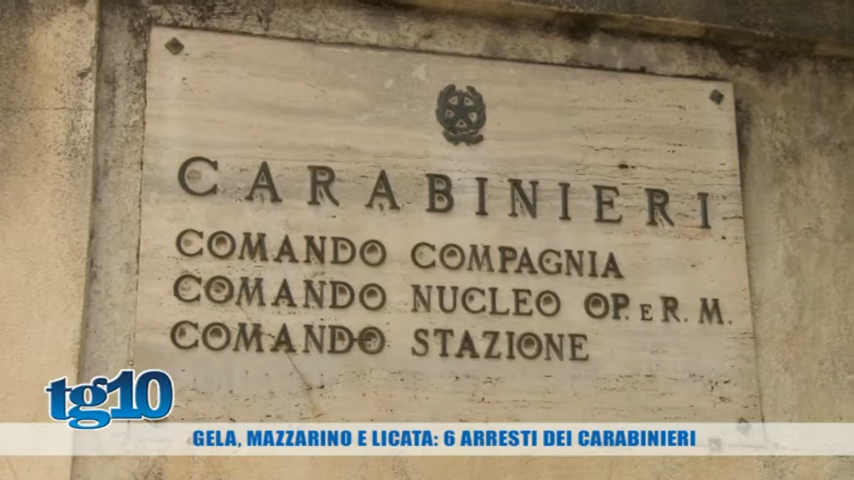 CARABINIERI
COMANDO COMPAGNIA
COMANDO NUCLEO OP. E R. M.
COMANDO STAZIONE
tg10
GELA, MAZZARINO E LICATA: 6 ARRESTI DEI CARABINIERI